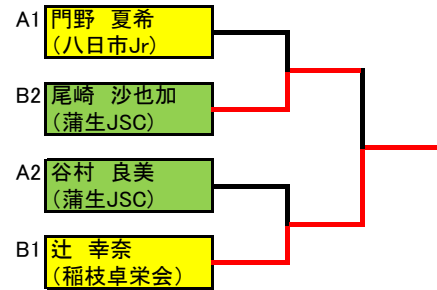 A1 門野 夏希
(八日市Jr)
B2 尾崎 沙也加
(蒲生JSC)
A2 谷村 良美
(蒲生JSC)
B1 辻 幸奈
(稲枝卓栄会)